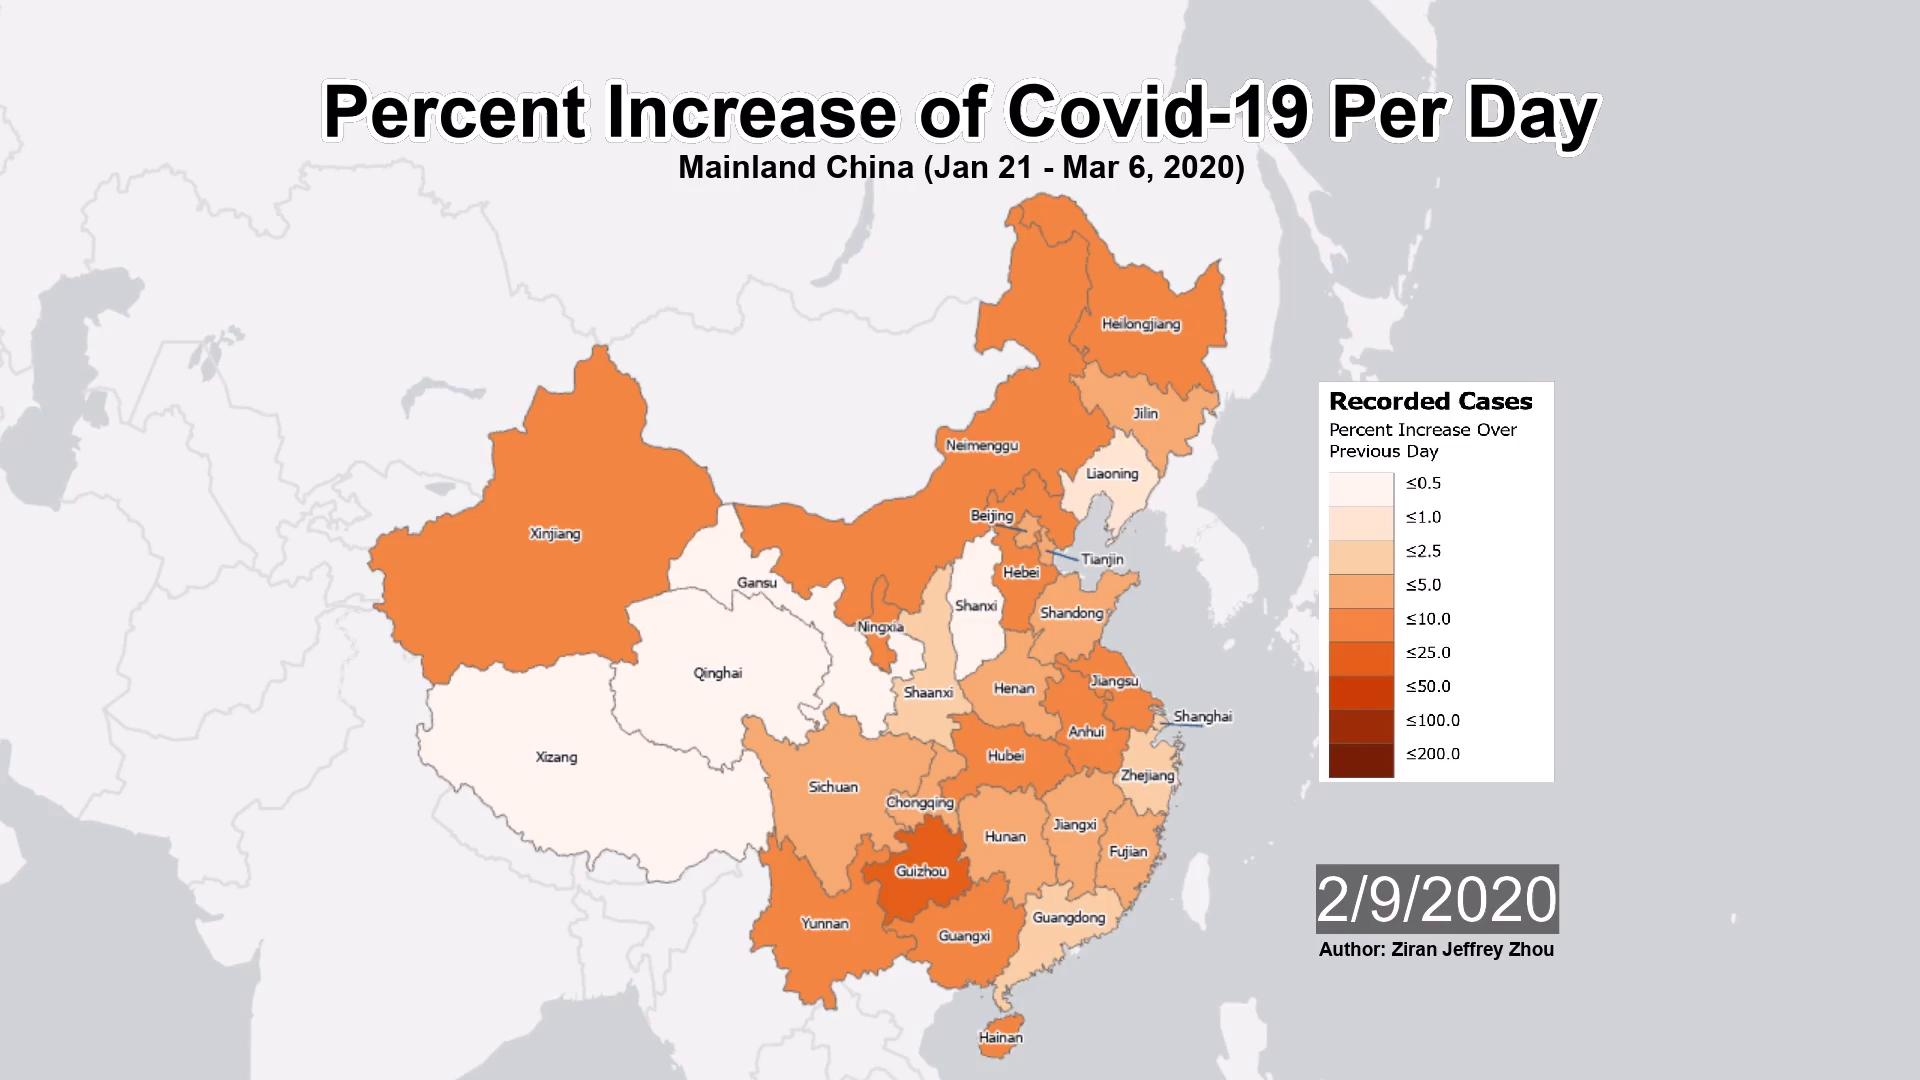 Percent Increase of Covid-19 Per Day
Mainland China (Jan 21 - Mar 6, 2020)
Heilongjiang
Jilin
Neimenggu
Liaoning
Beijing
Xinjiang
Tianjin
Hebei
Gansu
Shanxi
Shandong
Ningxia
Qinghai
Jiangsu
Henan
Shaanxi
Shanghai
Anhui
Hubei
Xizang
Zhejiang
Sichuan
Chongqing
Jiangxi
Hunan
Fujian
Guizhou
Guangdong
Yunnan
Guangxi
Hainan
Recorded Cases
Percent Increase Over
Previous Day
≤0.5
≤1.0
≤2.5
≤5.0
≤10.0
≤25.0
≤50.0
≤100.0
≤200.0
2/9/2020
Author: Ziran Jeffrey Zhou